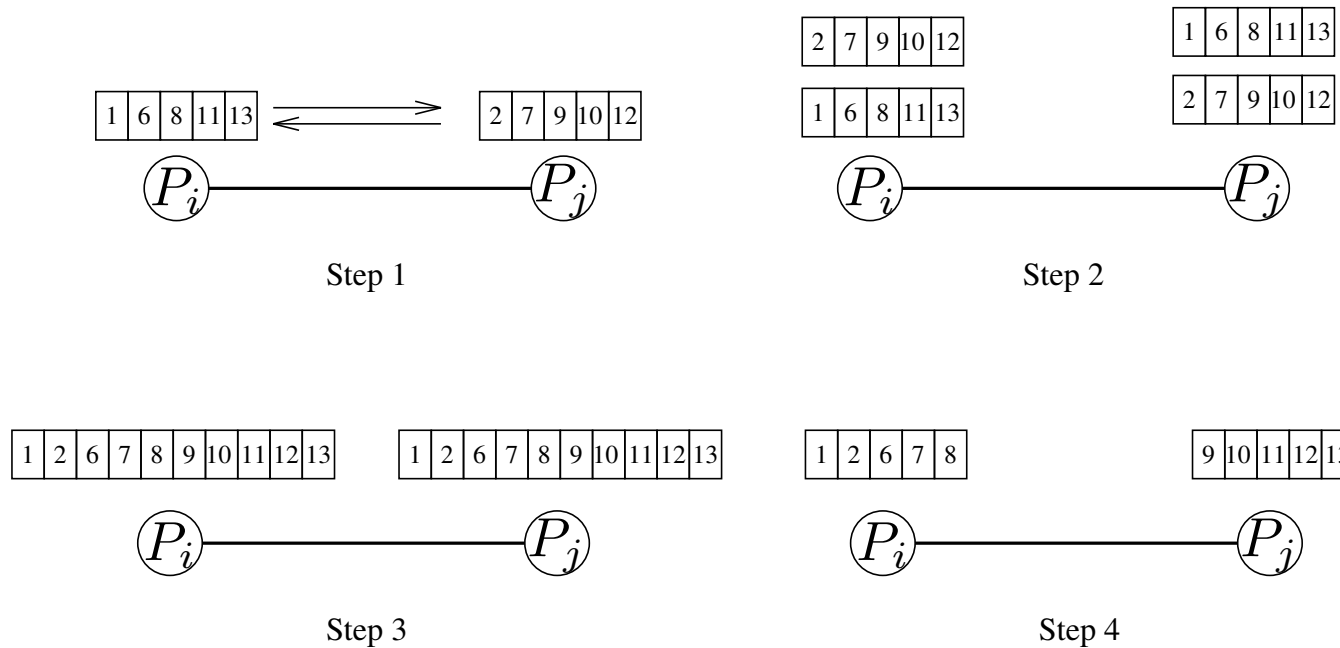 1 6 8 11 13
2 7 9 10 12
P_i
P_j
Step 1
2 7 9 10 12
1 6 8 11 13
1 6 8 11 13
2 7 9 10 12
P_i
P_j
Step 2
1 2 6 7 8 9 10 11 12 13
1 2 6 7 8 9 10 11 12 13
P_i
P_j
Step 3
1 2 6 7 8
9 10 11 12
P_i
P_j
Step 4